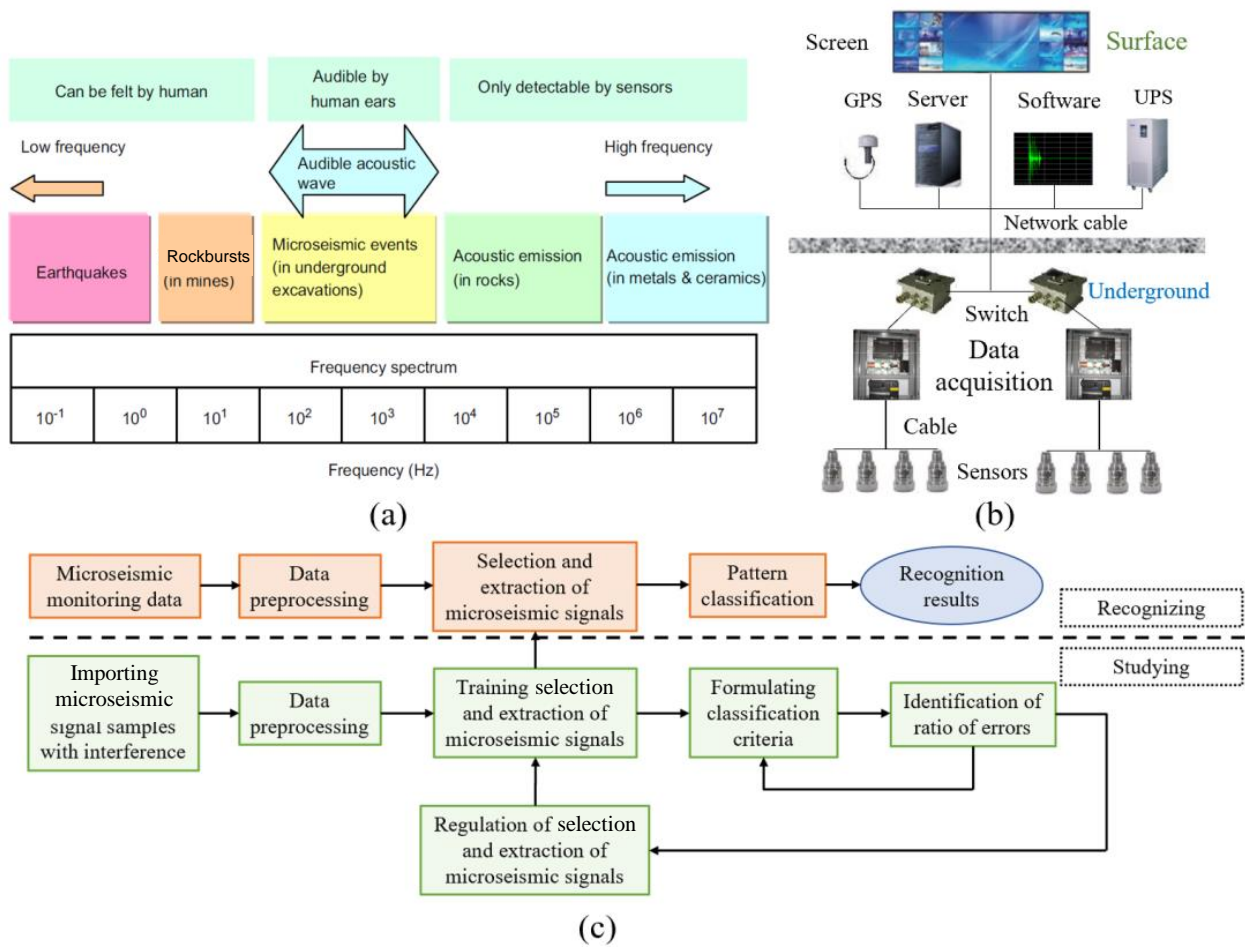 Can be felt by human
Audible by
human ears
Only detectable by sensors
Low frequency
Audible acoustic
wave
High frequency
Earthquakes
Rockbursts
(in mines)
Microseismic events
(in underground
excavations)
Acoustic emission
(in rocks)
Acoustic emission
(in metals & ceramics)
Frequency spectrum
10⁻¹ 10⁰ 10¹ 10² 10³ 10⁴ 10⁵ 10⁶ 10⁷
Frequency (Hz)
(a)
Screen
Surface
GPS
Server
Software
UPS
Network cable
Underground
Switch
Data
acquisition
Cable
Sensors
(b)
Microseismic
monitoring data
Data
preprocessing
Selection and
extraction of
microseismic signals
Pattern
classification
Recognition
results
Recognizing
Studying
Importing
microseismic
signal samples
with interference
Data
preprocessing
Training selection
and extraction of
microseismic signals
Formulating
classification
criteria
Identification of
ratio of errors
Regulation of selection
and extraction of
microseismic signals
(c)